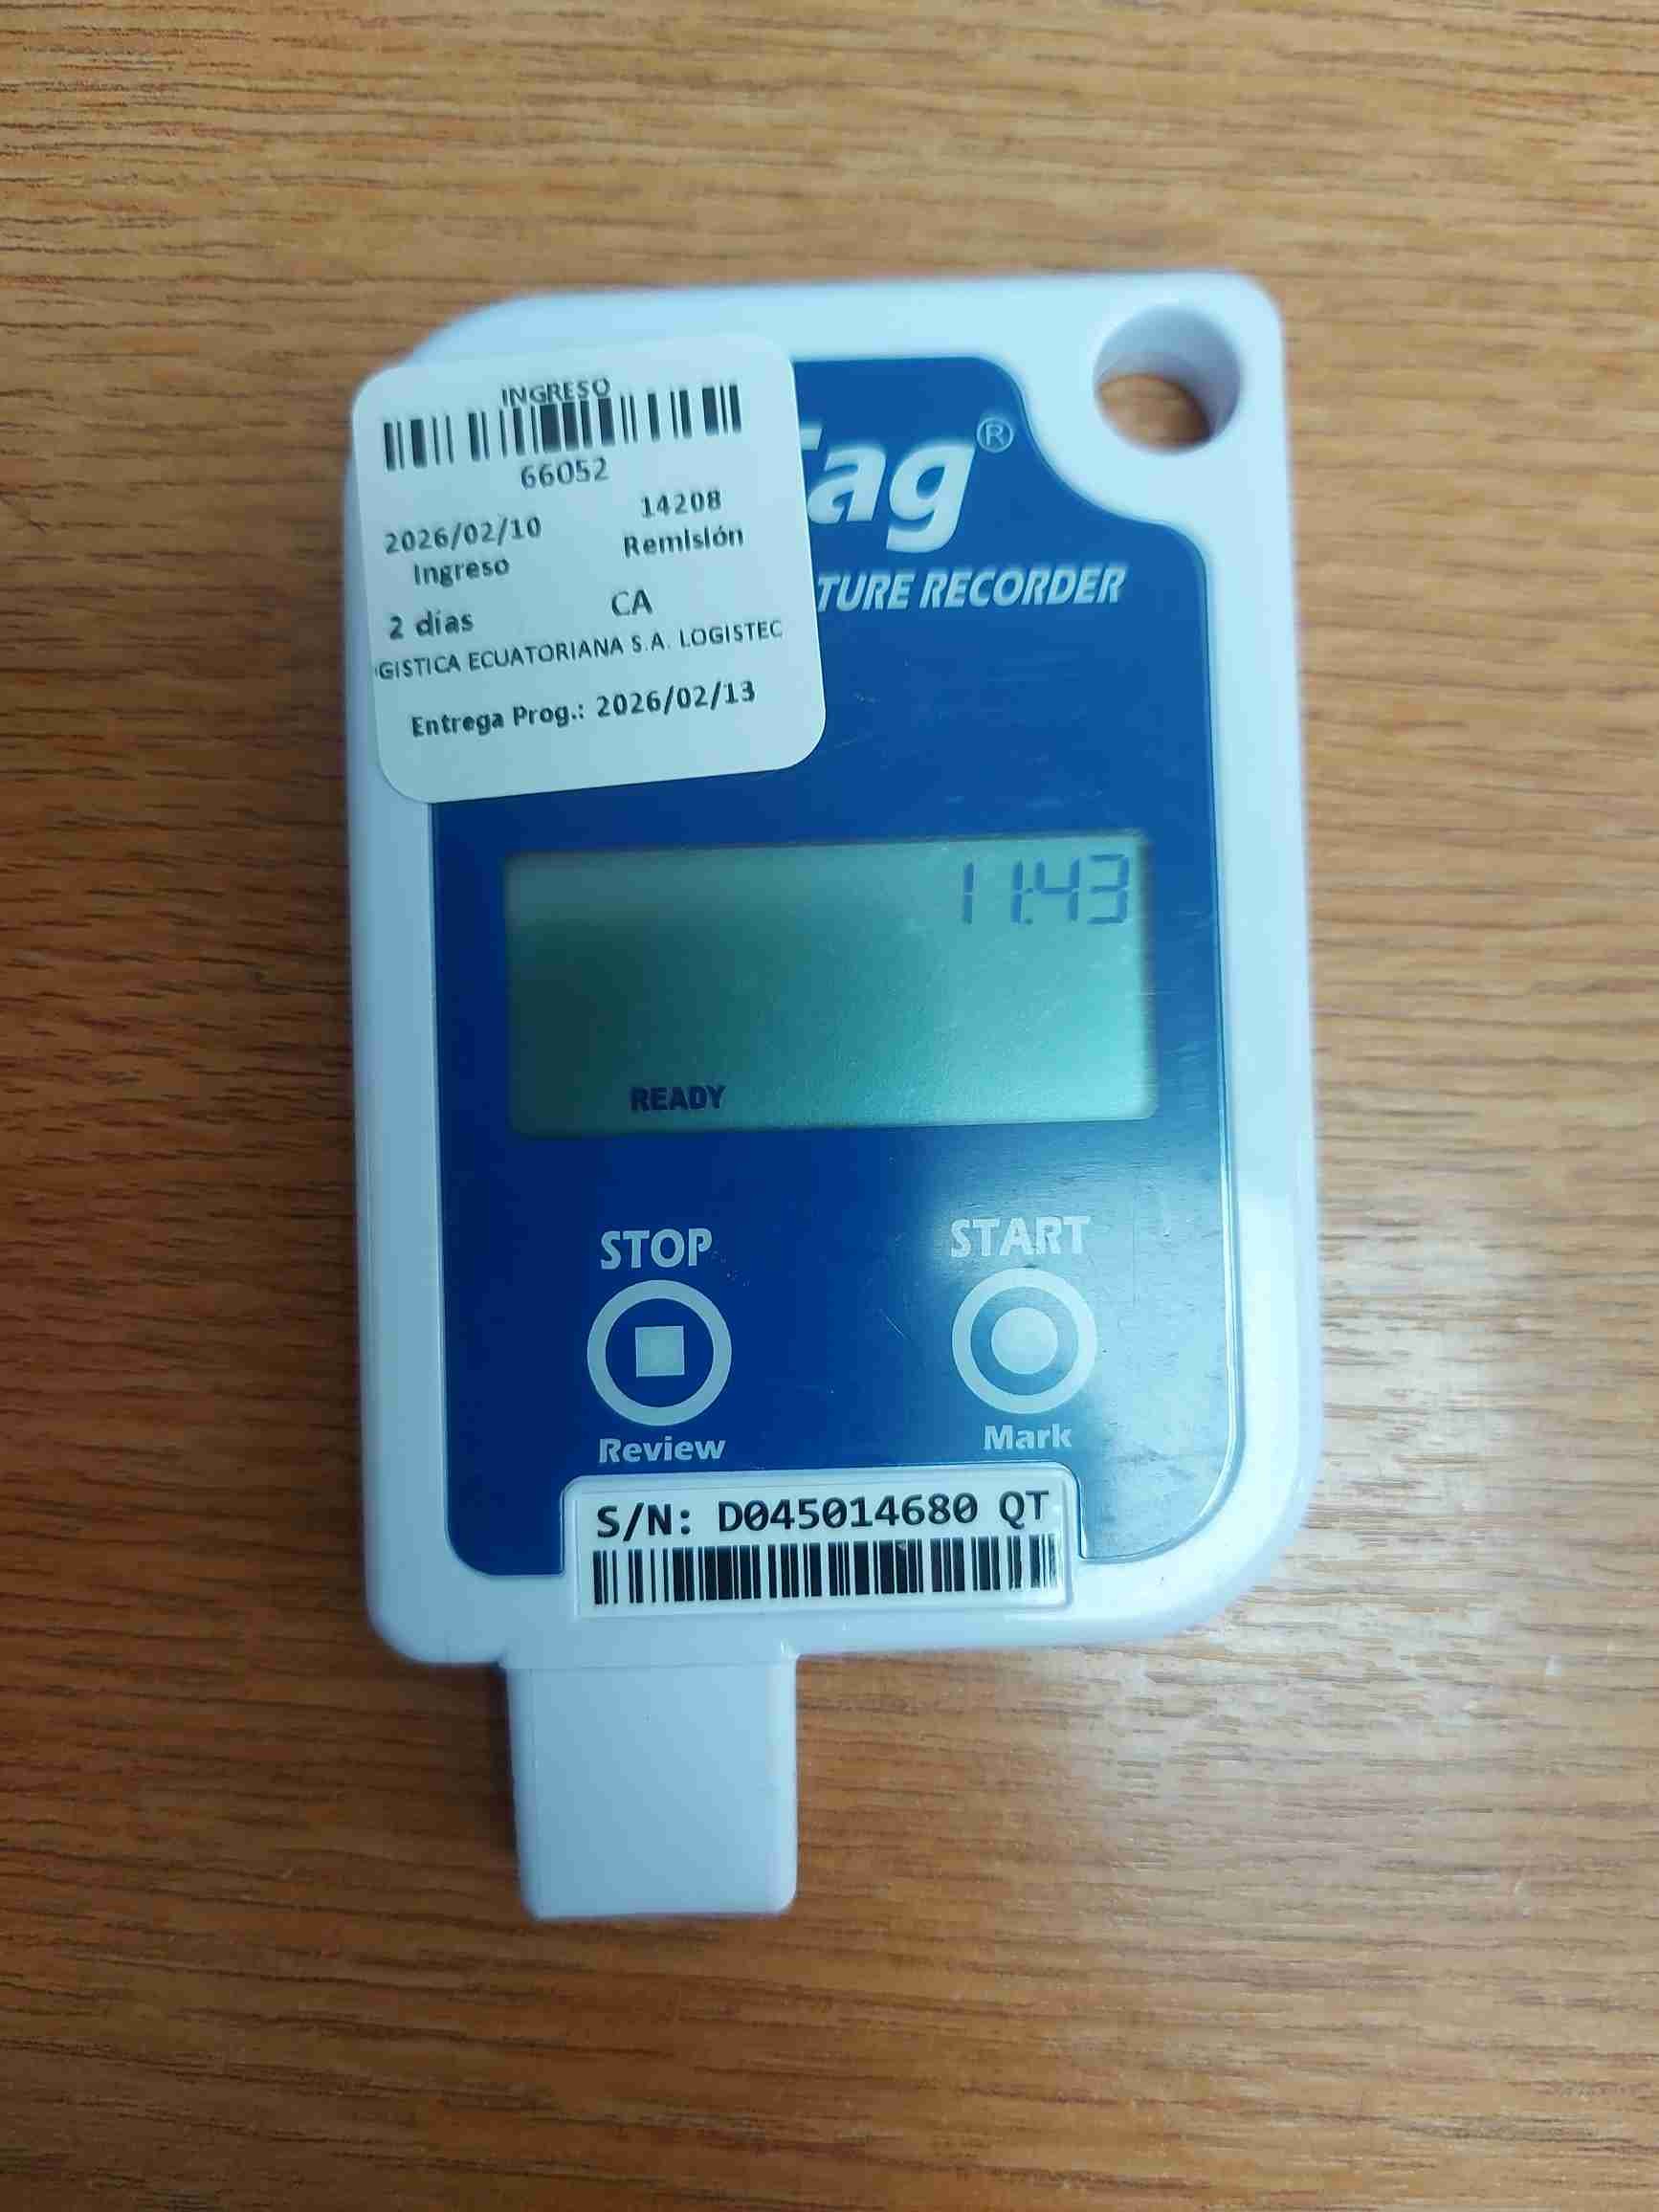 INGRESO
66052
2026/02/10 14208
Ingreso Remisión
2 días CA
GISTICA ECUATORIANA S.A. LOGISTEC
Entrega Prog.: 2026/02/13
Tag®
TURE RECORDER
11:43
READY
STOP START
Review Mark
S/N: D045014680 QT